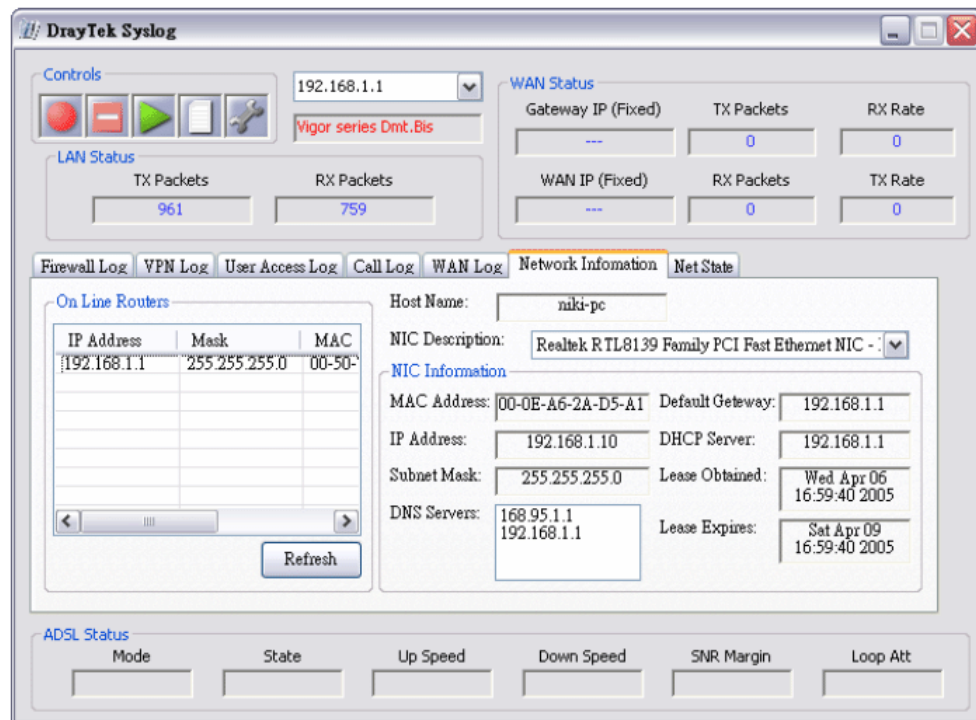 DrayTek Syslog
Controls
192.168.1.1
Vigor series Dmt.Bis
WAN Status
Gateway IP (Fixed) TX Packets RX Rate
--- 0 0
WAN IP (Fixed) RX Packets TX Rate
--- 0 0
LAN Status
TX Packets RX Packets
961 759
Firewall Log VPN Log User Access Log Call Log WAN Log Network Infomation Net State
On Line Routers
IP Address Mask MAC
192.168.1.1 255.255.255.0 00-50-
Refresh
Host Name: niki-pc
NIC Description: Realtek RTL8139 Family PCI Fast Ethernet NIC -
NIC Information
MAC Address: 00-0E-A6-2A-D5-A1 Default Geteway: 192.168.1.1
IP Address: 192.168.1.10 DHCP Server: 192.168.1.1
Subnet Mask: 255.255.255.0 Lease Obtained: Wed Apr 06
16:59:40 2005
DNS Servers: 168.95.1.1
192.168.1.1
Lease Expires: Sat Apr 09
16:59:40 2005
ADSL Status
Mode State Up Speed Down Speed SNR Margin Loop Att